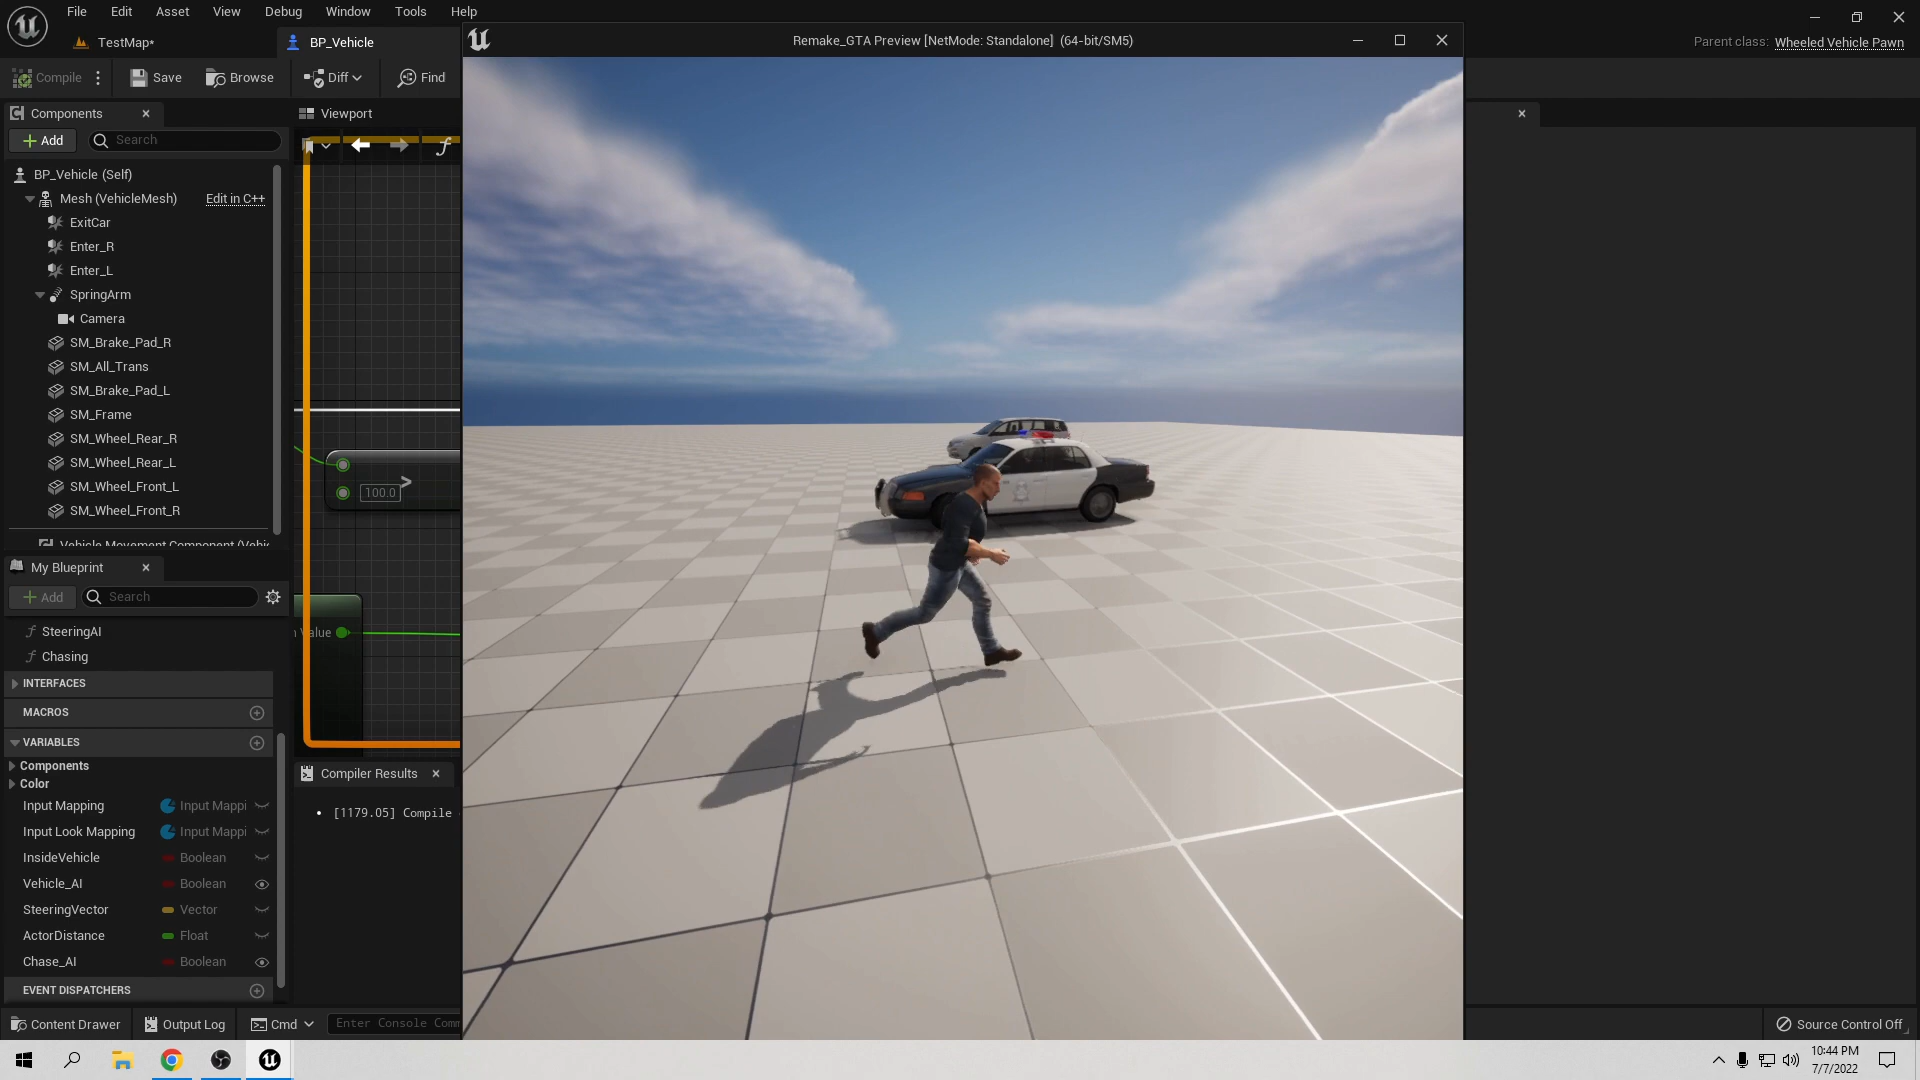 File Edit Asset View Debug Window Tools Help
TestMap*
BP_Vehicle
Remake_GTA Preview [NetMode: Standalone] (64-bit/SM5)
Parent class: Wheeled Vehicle Pawn
Compile
Save
Browse
Diff
Find
Components
Viewport
Add
Search
BP_Vehicle (Self)
Mesh (VehicleMesh) Edit in C++
ExitCar
Enter_R
Enter_L
SpringArm
Camera
SM_Brake_Pad_R
SM_All_Trans
SM_Brake_Pad_L
SM_Frame
SM_Wheel_Rear_R
SM_Wheel_Rear_L
SM_Wheel_Front_L
SM_Wheel_Front_R
Vehicle Movement Component (Vehic
100.0
>
Value
My Blueprint
Add
Search
SteeringAI
Chasing
INTERFACES
MACROS
VARIABLES
Components
Color
Input Mapping Input Mappi
Input Look Mapping Input Mappi
InsideVehicle Boolean
Vehicle_AI Boolean
SteeringVector Vector
ActorDistance Float
Chase_AI Boolean
EVENT DISPATCHERS
Compiler Results
[1179.05] Compile
Content Drawer
Output Log
Cmd
Enter Console Comm
Source Control Off
10:44 PM
7/7/2022